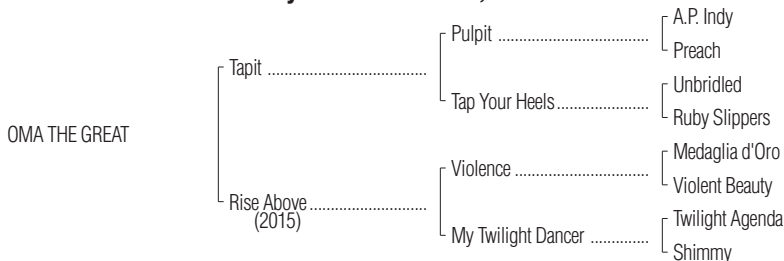 A.P. Indy
Pulpit ..........................................
Preach
Tapit .....................................
Unbridled
Tap Your Heels.........................
Ruby Slippers
OMA THE GREAT
Medaglia d'Oro
Violence ....................................
Violent Beauty
Rise Above...............................
(2015)
Twilight Agenda
My Twilight Dancer ...............
Shimmy